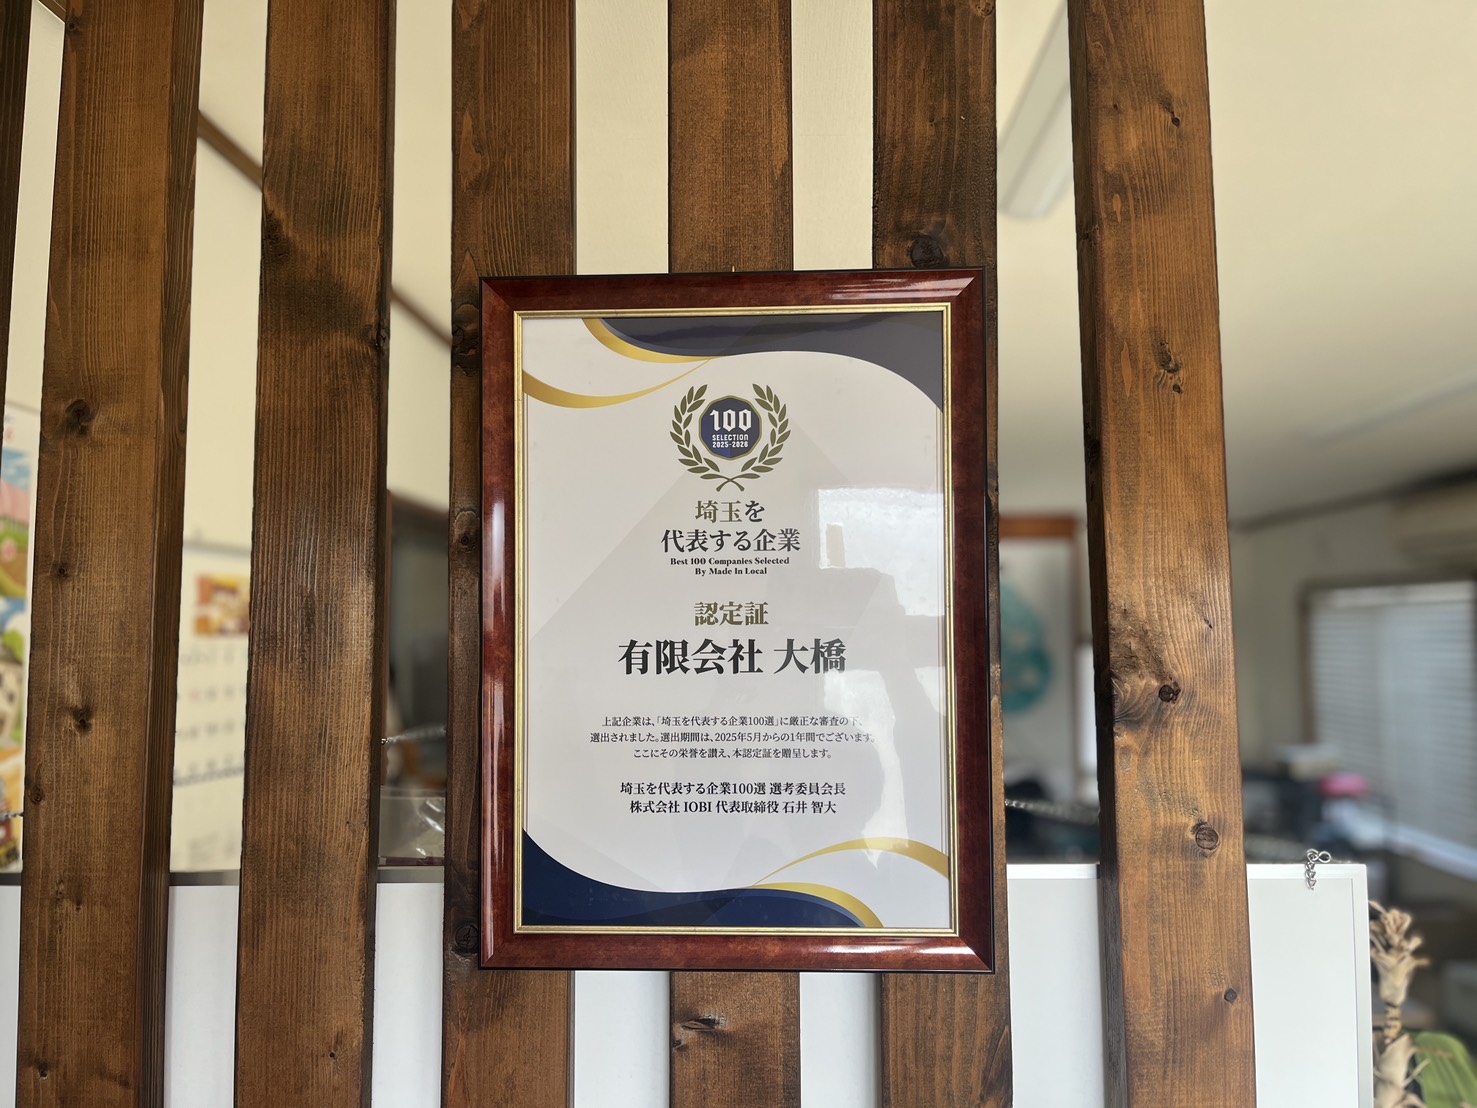 100
SELECTION
2025-2026
埼玉を
代表する企業
Best 100 Companies Selected
By Made In Local
認定証
有限会社 大橋
上記企業は、「埼玉を代表する企業100選」に厳正な審査の下、
選出されました。選出期間は、2025年5月からの1年間でございます。
ここにその栄誉を讃え、本認定証を贈呈します。
埼玉を代表する企業100選 選考委員会長
株式会社 IOBI 代表取締役 石井 智大